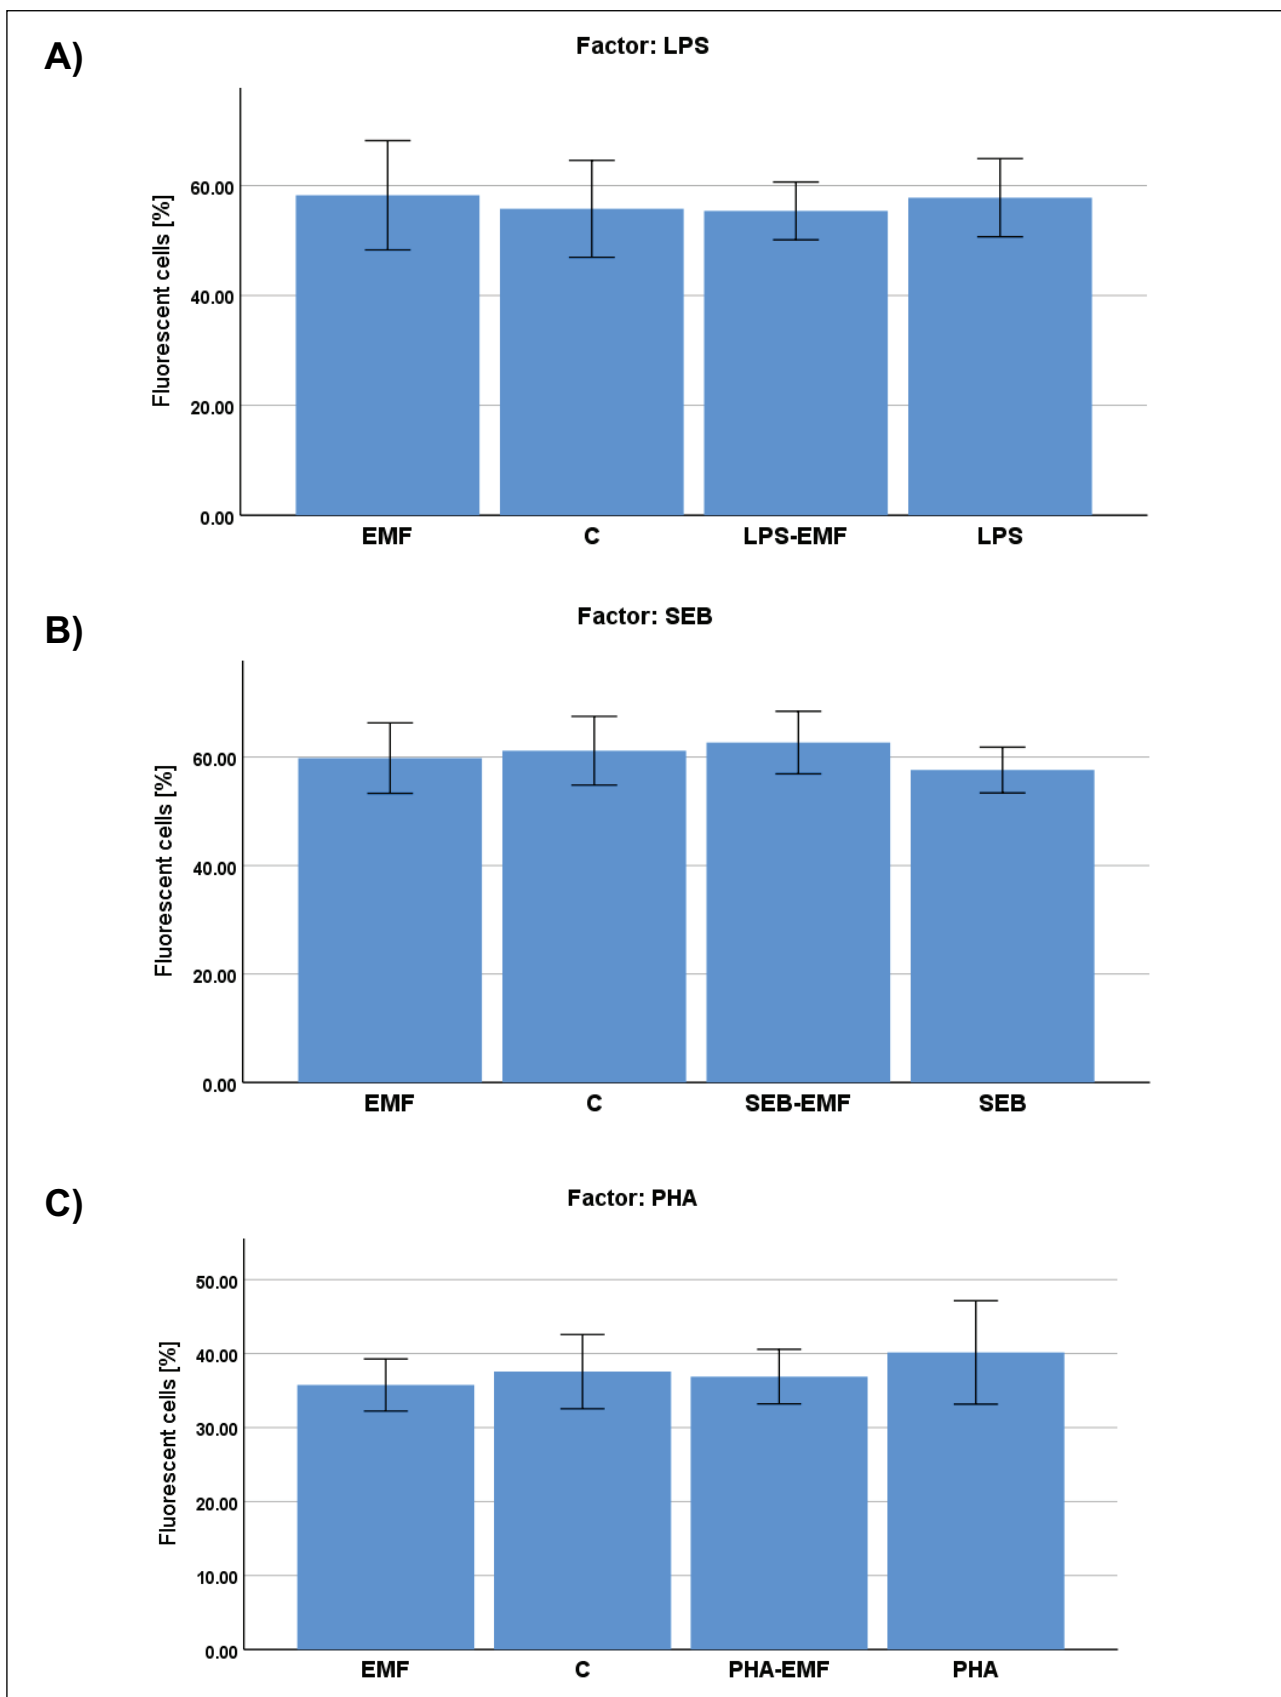 A)
Factor: LPS
Fluorescent cells [%]
60.00
40.00
20.00
0.00
EMF C LPS-EMF LPS
B)
Factor: SEB
Fluorescent cells [%]
60.00
40.00
20.00
0.00
EMF C SEB-EMF SEB
C)
Factor: PHA
Fluorescent cells [%]
50.00
40.00
30.00
20.00
10.00
0.00
EMF C PHA-EMF PHA